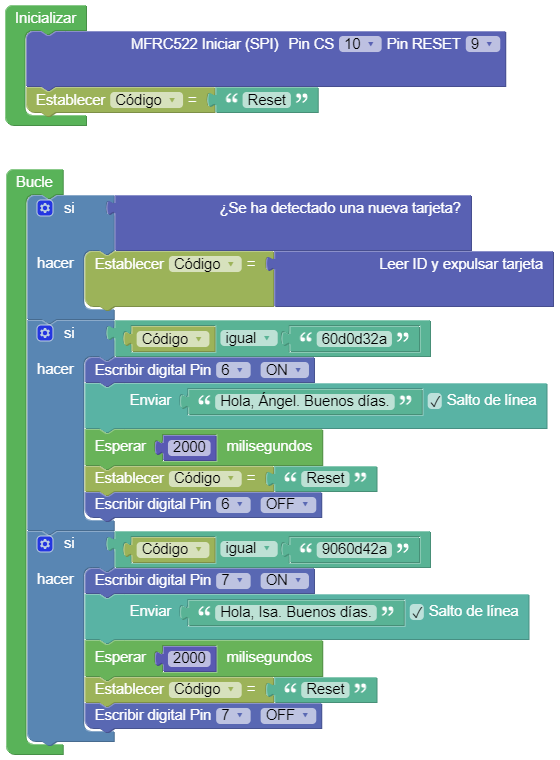 Inicializar
MFRC522 Iniciar (SPI) Pin CS 10 Pin RESET 9
Establecer Código = “ Reset ”
Bucle
si ¿Se ha detectado una nueva tarjeta?
hacer Establecer Código = Leer ID y expulsar tarjeta
si Código igual “ 60d0d32a ”
hacer Escribir digital Pin 6 ON
Enviar “ Hola, Ángel. Buenos días. ” ✓ Salto de línea
Esperar 2000 milisegundos
Establecer Código = “ Reset ”
Escribir digital Pin 6 OFF
si Código igual “ 9060d42a ”
hacer Escribir digital Pin 7 ON
Enviar “ Hola, Isa. Buenos días. ” ✓ Salto de línea
Esperar 2000 milisegundos
Establecer Código = “ Reset ”
Escribir digital Pin 7 OFF